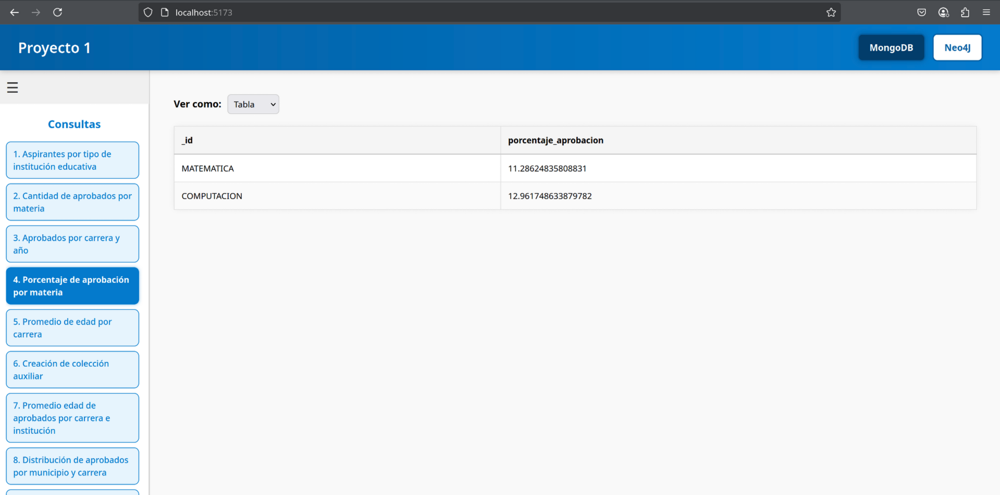 localhost:5173
Proyecto 1
MongoDB
Neo4J
Consultas
1. Aspirantes por tipo de
institución educativa
2. Cantidad de aprobados por
materia
3. Aprobados por carrera y
año
4. Porcentaje de aprobación
por materia
5. Promedio de edad por
carrera
6. Creación de colección
auxiliar
7. Promedio edad de
aprobados por carrera e
institución
8. Distribución de aprobados
por municipio y carrera
Ver como: Tabla
_id porcentaje_aprobacion
MATEMATICA 11.28624835808831
COMPUTACION 12.961748633879782